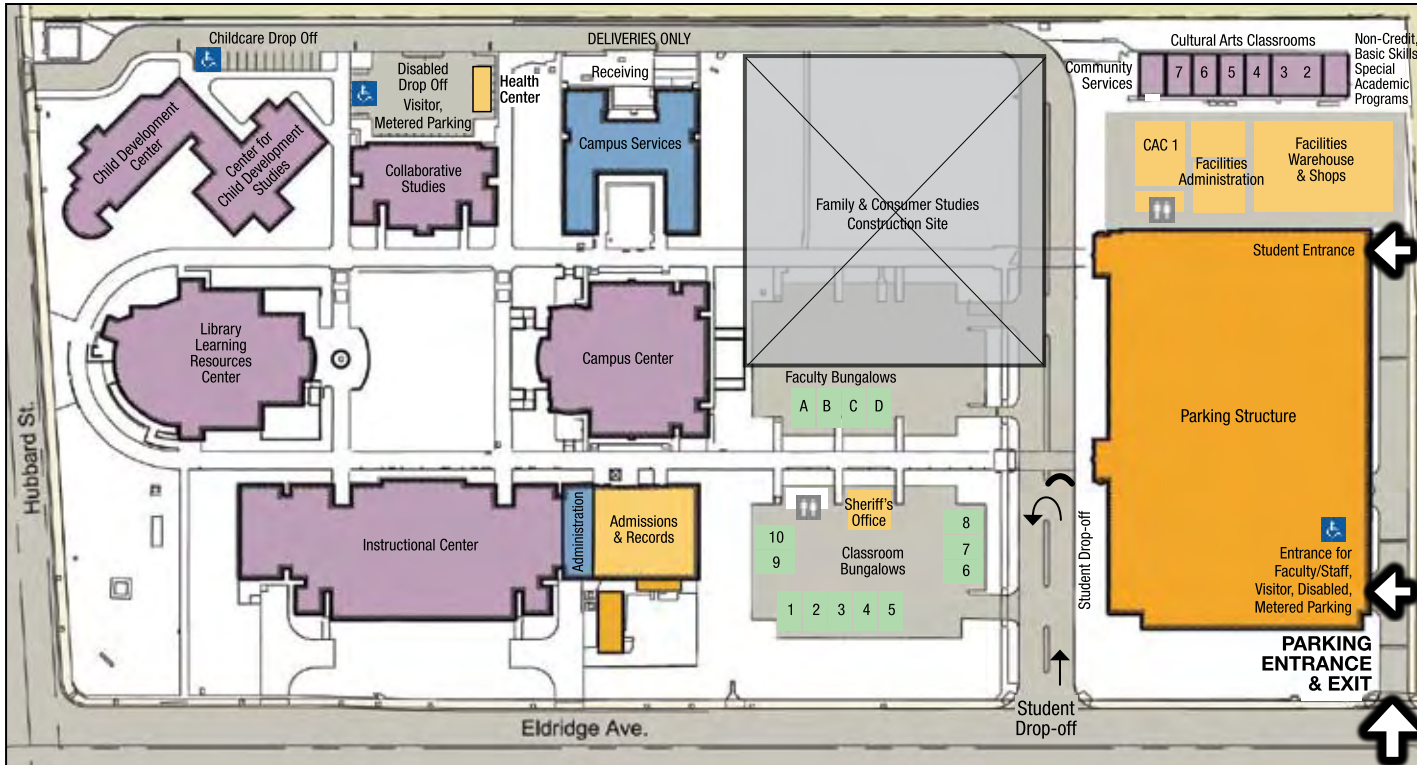 Childcare Drop Off
DELIVERIES ONLY
Cultural Arts Classrooms
Non-Credit,
Basic Skills
Special
Academic
Programs
Community
Services
7 6 5 4 3 2
Disabled
Drop Off
Visitor,
Metered Parking
Health
Center
Receiving
Campus Services
Child Development
Center
Center for
Child Development
Studies
Collaborative
Studies
CAC 1
Facilities
Administration
Facilities
Warehouse
& Shops
Family & Consumer Studies
Construction Site
Student Entrance
Library
Learning
Resources
Center
Campus Center
Faculty Bungalows
A B C D
Parking Structure
Hubbard St.
Instructional Center
Administration
Admissions
& Records
Sheriff's
Office
Classroom
Bungalows
10
9
8
7
6
1 2 3 4 5
Student Drop-off
Entrance for
Faculty/Staff,
Visitor, Disabled,
Metered Parking
PARKING
ENTRANCE
& EXIT
Student
Drop-off
Eldridge Ave.